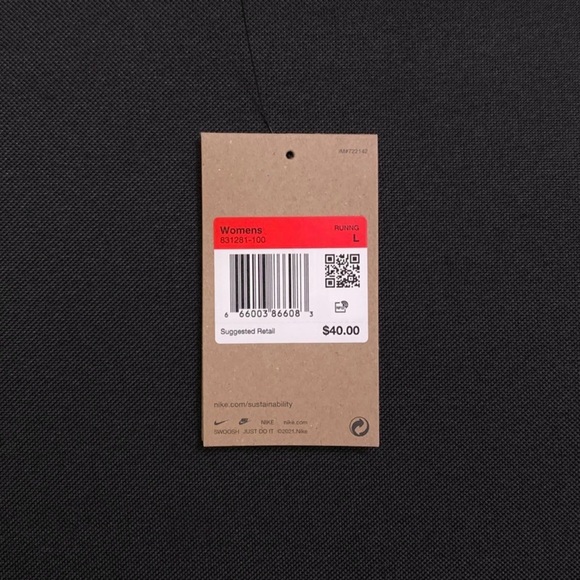 Womens RUNNG
831281-100 L
6 66003 86608 3
Suggested Retail $40.00
nike.com/sustainability
NIKE nike.com
SWOOSH JUST DO IT ©2021 Nike